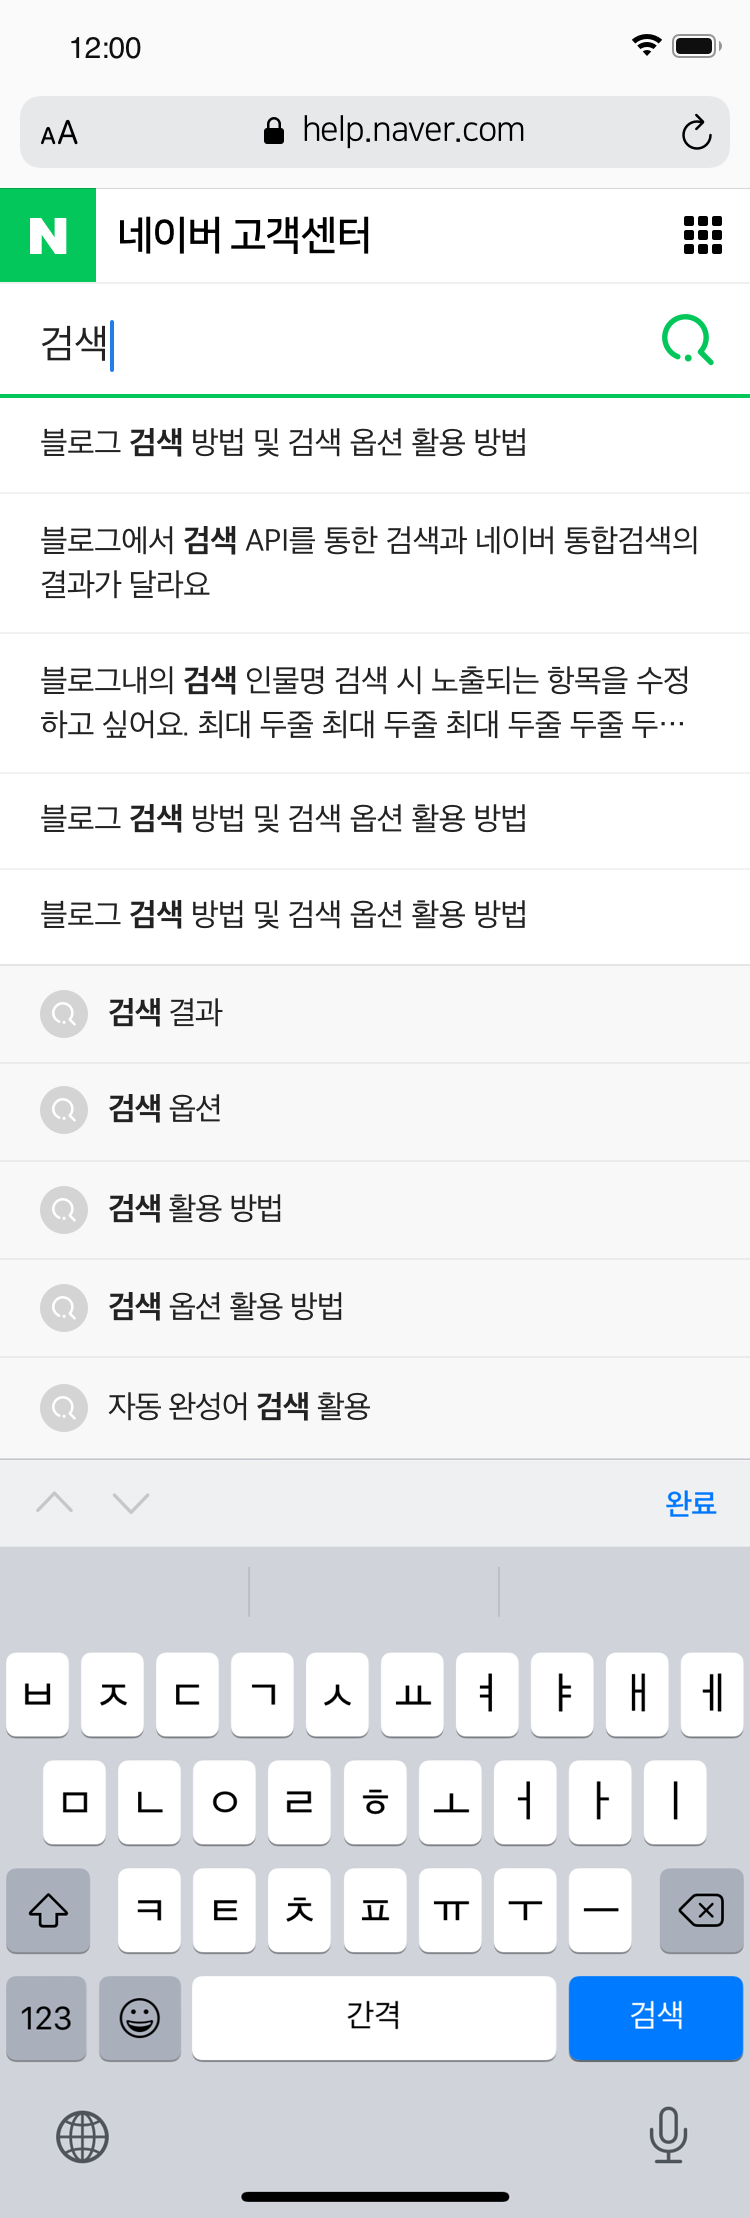 12:00
AA help.naver.com
N 네이버 고객센터
검색
블로그 검색 방법 및 검색 옵션 활용 방법
블로그에서 검색 API를 통한 검색과 네이버 통합검색의
결과가 달라요
블로그내의 검색 인물명 검색 시 노출되는 항목을 수정
하고 싶어요. 최대 두줄 최대 두줄 최대 두줄 두줄 두…
블로그 검색 방법 및 검색 옵션 활용 방법
블로그 검색 방법 및 검색 옵션 활용 방법
검색 결과
검색 옵션
검색 활용 방법
검색 옵션 활용 방법
자동 완성어 검색 활용
완료
ㅂ ㅈ ㄷ ㄱ ㅅ ㅛ ㅕ ㅑ ㅐ ㅔ
ㅁ ㄴ ㅇ ㄹ ㅎ ㅗ ㅓ ㅏ ㅣ
ㅋ ㅌ ㅊ ㅍ ㅠ ㅜ ㅡ
123 간격 검색